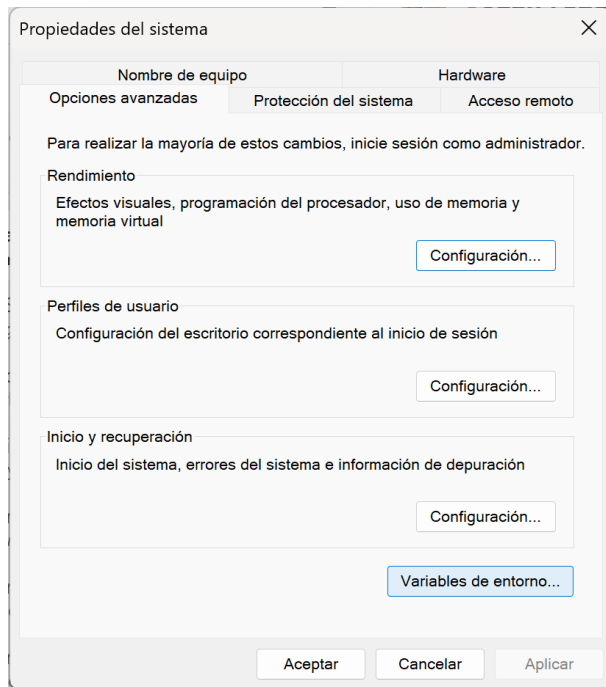 Propiedades del sistema
Nombre de equipo
Hardware
Opciones avanzadas
Protección del sistema
Acceso remoto
Para realizar la mayoría de estos cambios, inicie sesión como administrador.
Rendimiento
Efectos visuales, programación del procesador, uso de memoria y
memoria virtual
Configuración...
Perfiles de usuario
Configuración del escritorio correspondiente al inicio de sesión
Configuración...
Inicio y recuperación
Inicio del sistema, errores del sistema e información de depuración
Configuración...
Variables de entorno...
Aceptar
Cancelar
Aplicar